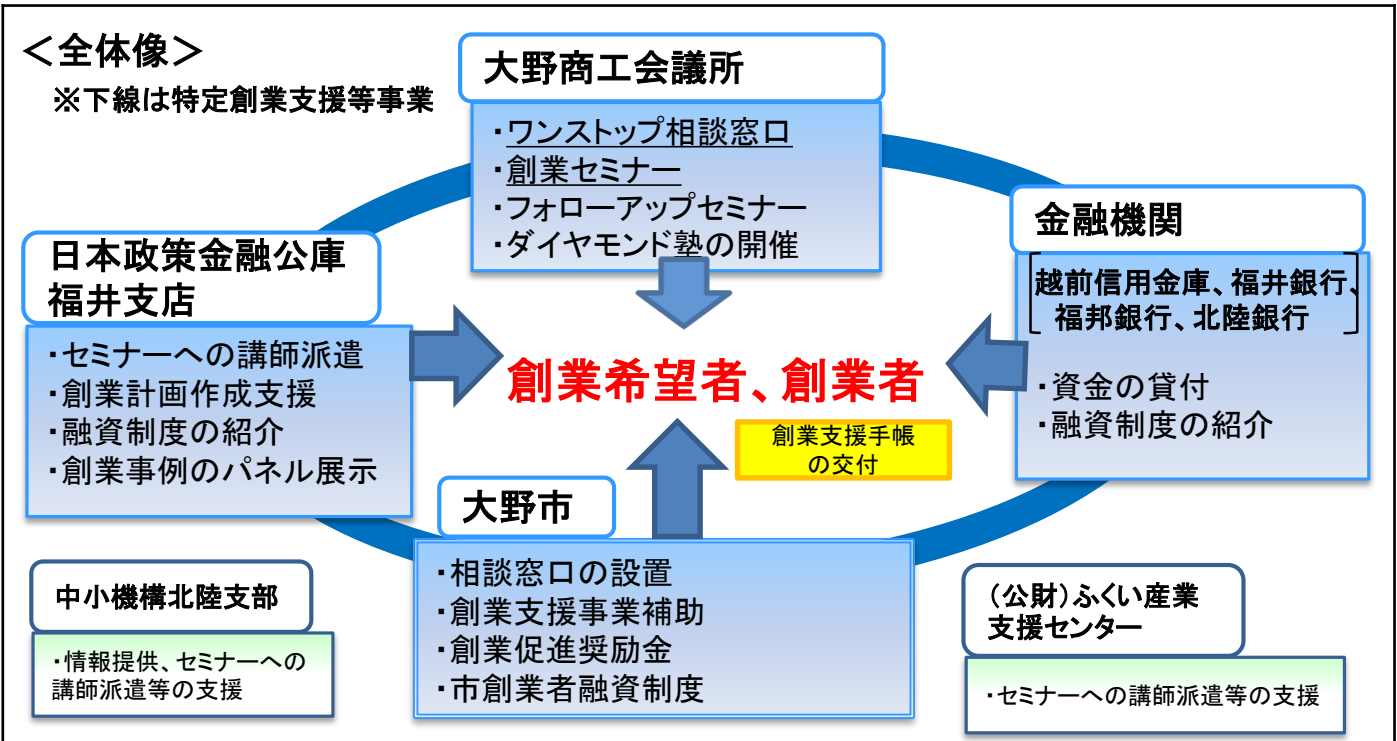 ＜全体像＞
※下線は特定創業支援等事業
大野商工会議所
・ワンストップ相談窓口
・創業セミナー
・フォローアップセミナー
・ダイヤモンド塾の開催
日本政策金融公庫
福井支店
・セミナーへの講師派遣
・創業計画作成支援
・融資制度の紹介
・創業事例のパネル展示
金融機関
越前信用金庫、福井銀行、
福邦銀行、北陸銀行
・資金の貸付
・融資制度の紹介
創業希望者、創業者
創業支援手帳
の交付
大野市
・相談窓口の設置
・創業支援事業補助
・創業促進奨励金
・市創業者融資制度
中小機構北陸支部
・情報提供、セミナーへの
講師派遣等の支援
（公財）ふくい産業
支援センター
・セミナーへの講師派遣等の支援